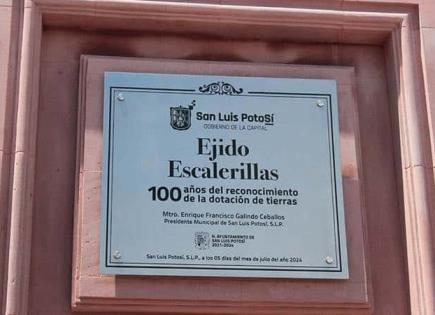 San Luis Potosí
GOBIERNO DE LA CAPITAL
Ejido
Escalerillas
100 años del reconocimiento
de la dotación de tierras
Mtro. Enrique Francisco Galindo Ceballos
Presidente Municipal de San Luis Potosí, S.L.P.
H. AYUNTAMIENTO DE
SAN LUIS POTOSÍ
2021-2024
San Luis Potosí, S.L.P., a los 05 días del mes de julio del año 2024